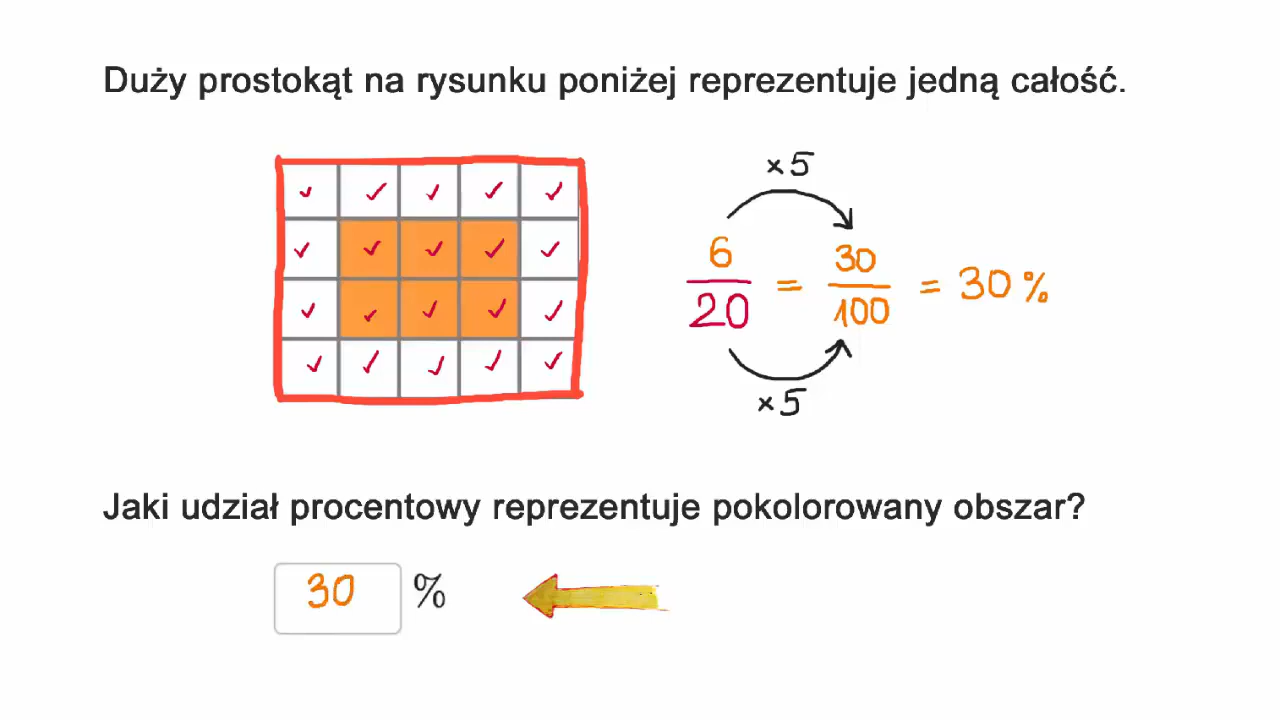 Duży prostokąt na rysunku poniżej reprezentuje jedną całość.
×5
6/20 = 30/100 = 30%
×5
Jaki udział procentowy reprezentuje pokolorowany obszar?
30 %